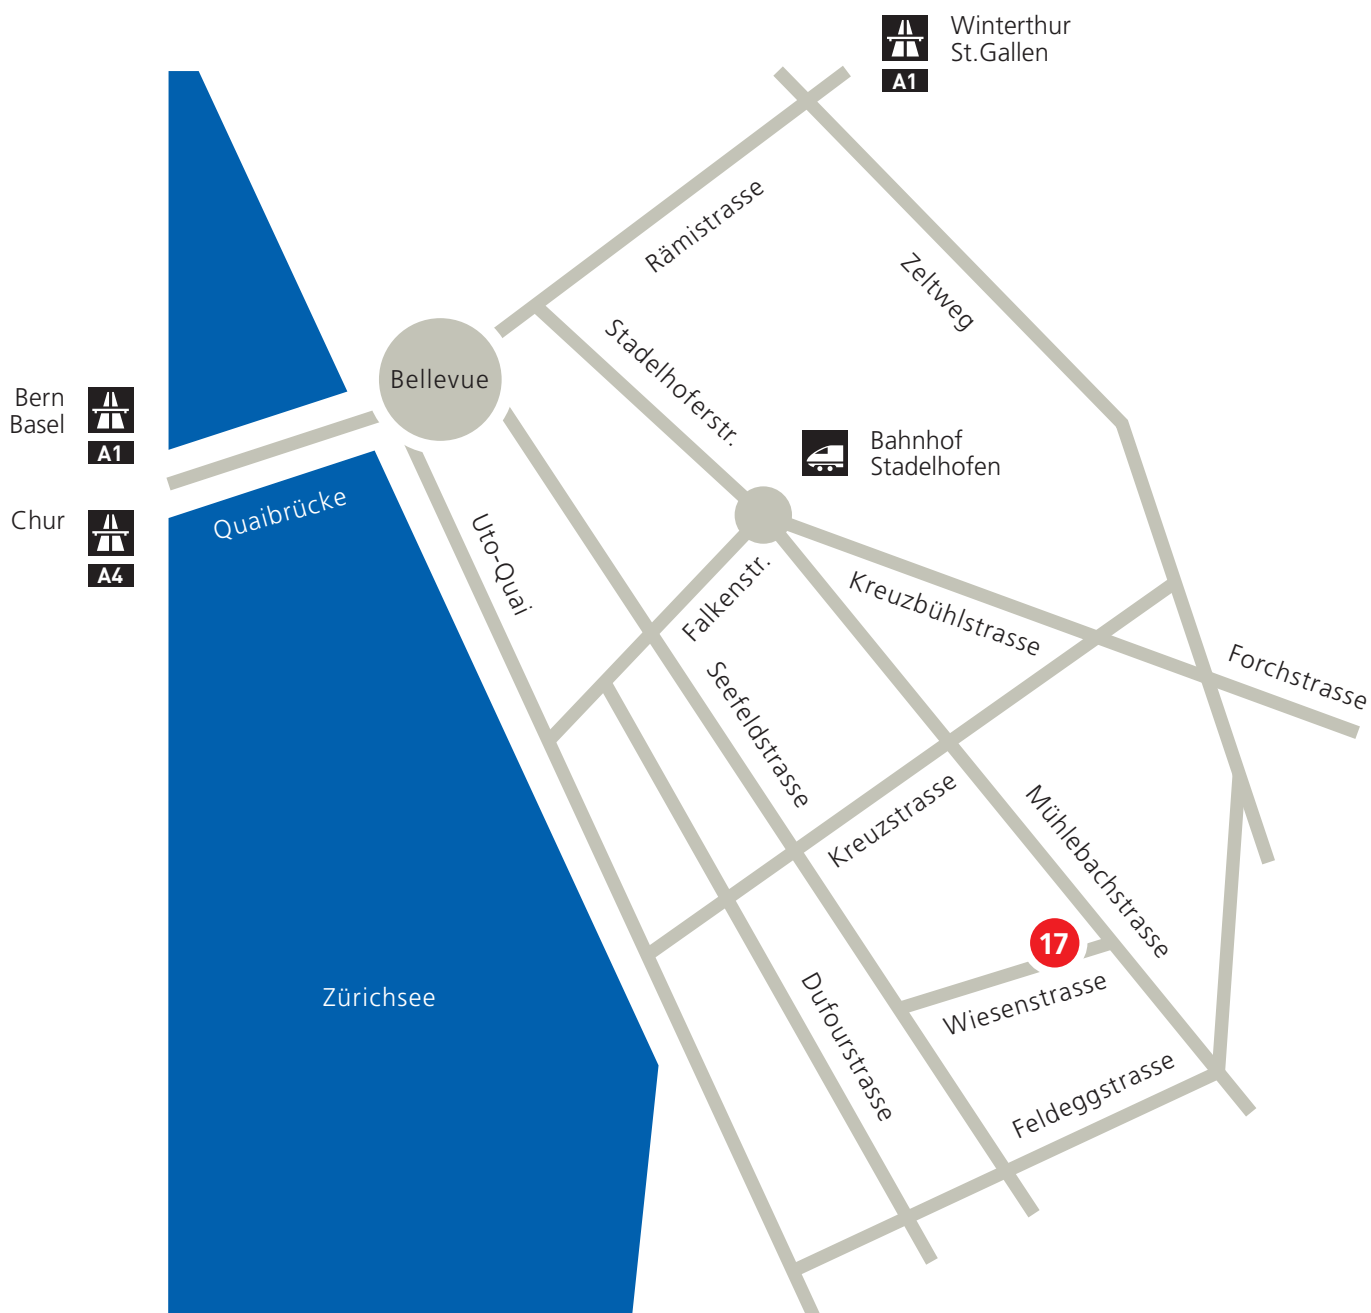 Winterthur
St.Gallen
A1
Rämistrasse
Zeltweg
Stadelhoferstr.
Bellevue
Bern
Basel
A1
Bahnhof
Stadelhofen
Quaibrücke
Chur
A4
Uto-Quai
Falkenstr.
Kreuzbühlstrasse
Forchstrasse
Seefeldstrasse
Kreuzstrasse
Mühlebachstrasse
17
Zürichsee
Wiesenstrasse
Dufourstrasse
Feldeggstrasse